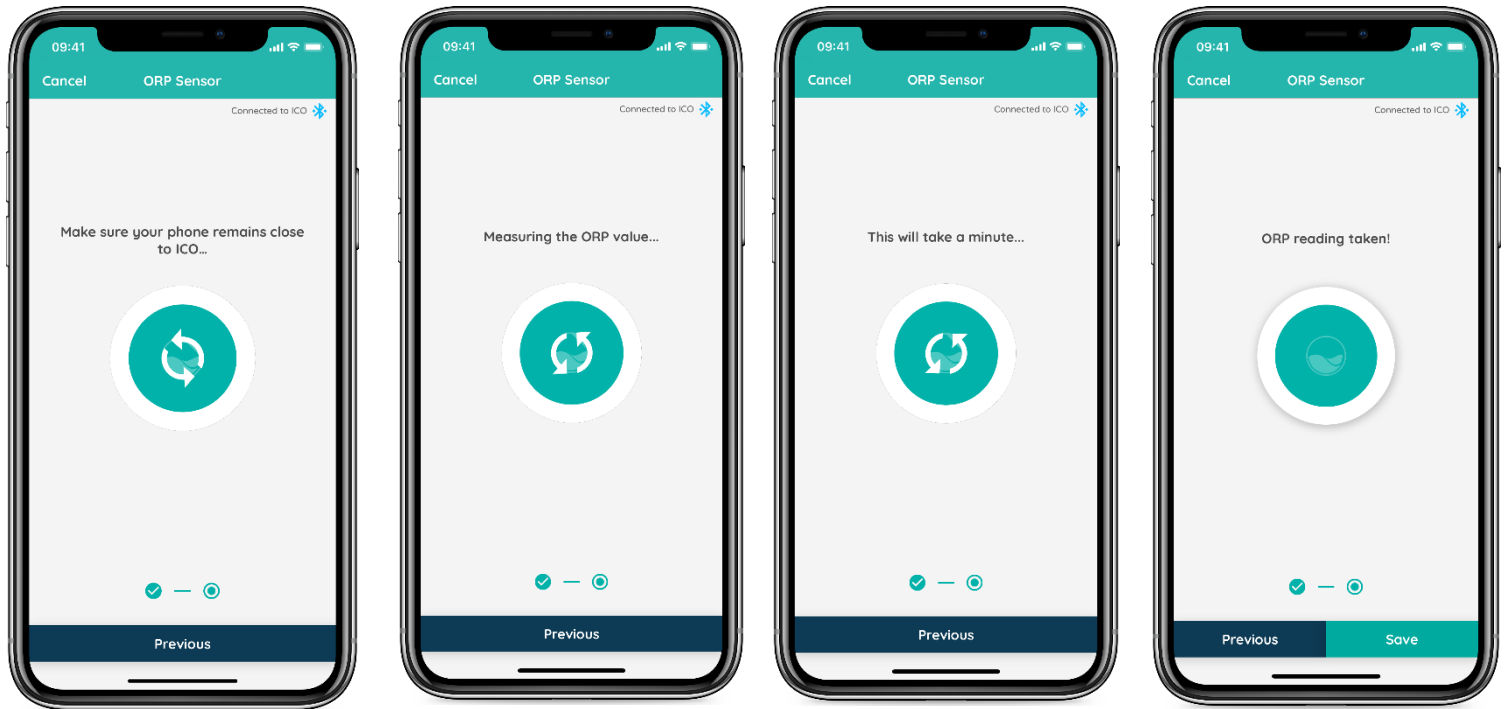 09:41
Cancel ORP Sensor
Connected to ICO
Make sure your phone remains close
to ICO...
Previous
09:41
Cancel ORP Sensor
Connected to ICO
Measuring the ORP value...
Previous
09:41
Cancel ORP Sensor
Connected to ICO
This will take a minute...
Previous
09:41
Cancel ORP Sensor
Connected to ICO
ORP reading taken!
Previous Save